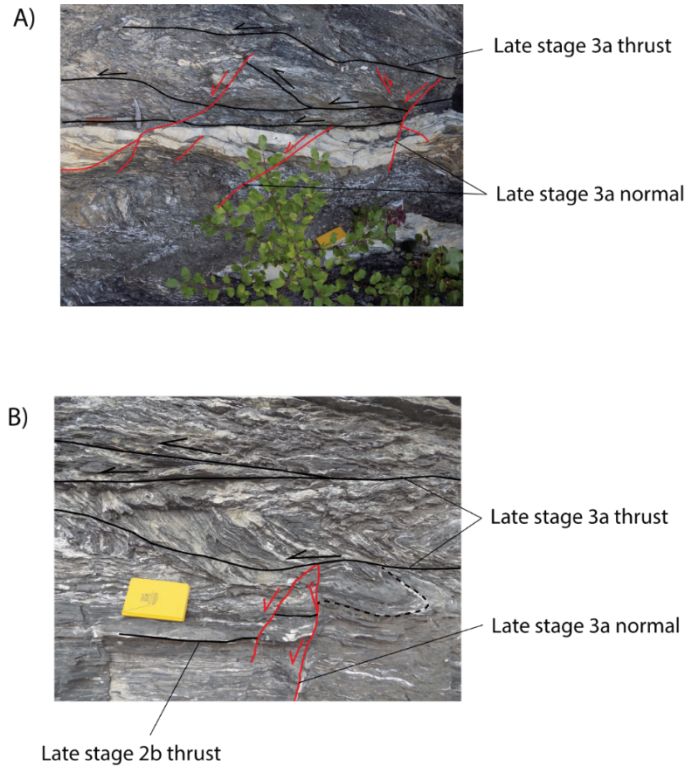 A)
Late stage 3a thrust
Late stage 3a normal
B)
Late stage 3a thrust
Late stage 3a normal
Late stage 2b thrust